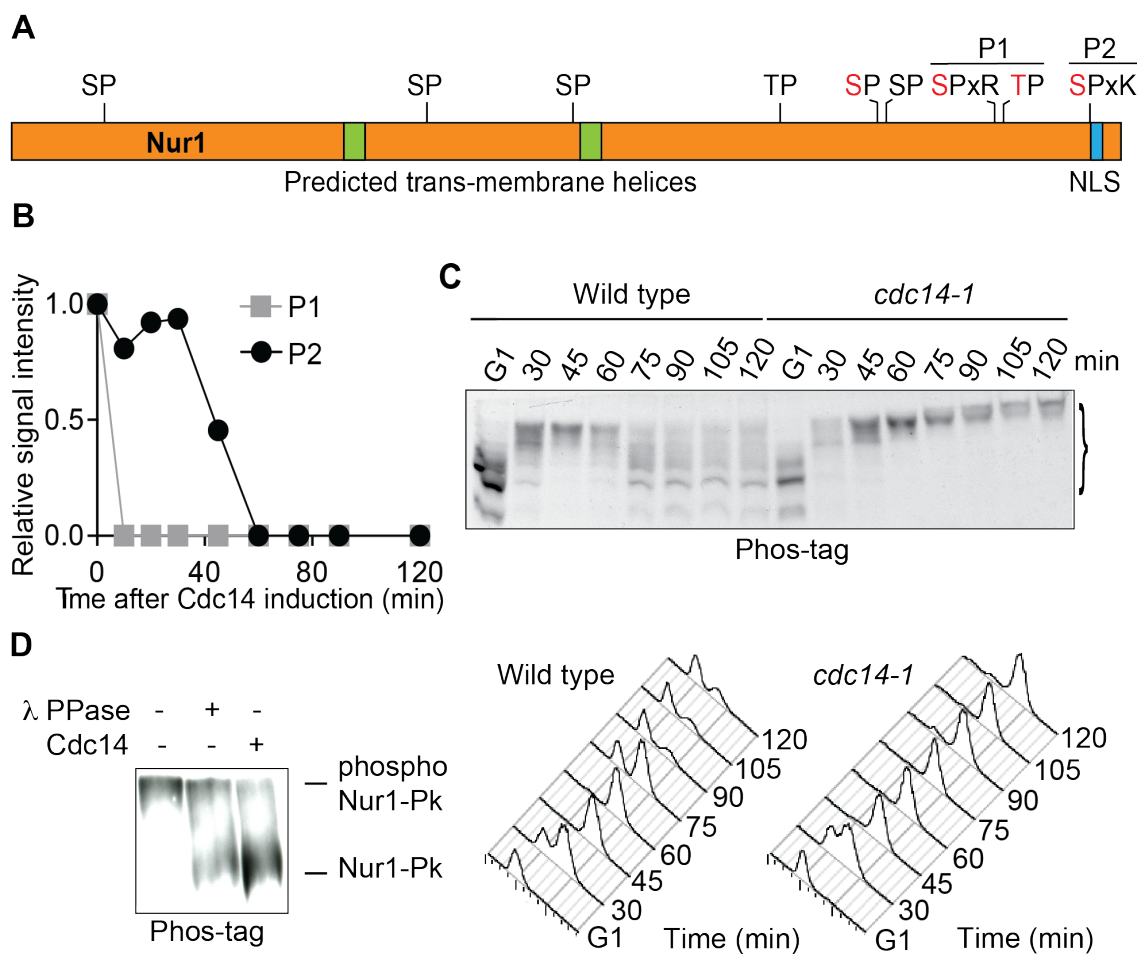 A
P1 P2
SP SP SP TP SP SP SPxR TP SPxK
Nur1
Predicted trans-membrane helices NLS
B
Relative signal intensity
1.0
0.5
0.0
P1
P2
0 40 80 120
Tme after Cdc14 induction (min)
C
Wild type cdc14-1
G1 30 45 60 75 90 105 120 G1 30 45 60 75 90 105 120 min
Phos-tag
D
λ PPase - + -
Cdc14 - - +
phospho
Nur1-Pk
Nur1-Pk
Phos-tag
Wild type
120
105
90
75
60
45
30
G1
Time (min)
cdc14-1
120
105
90
75
60
45
30
G1
Time (min)